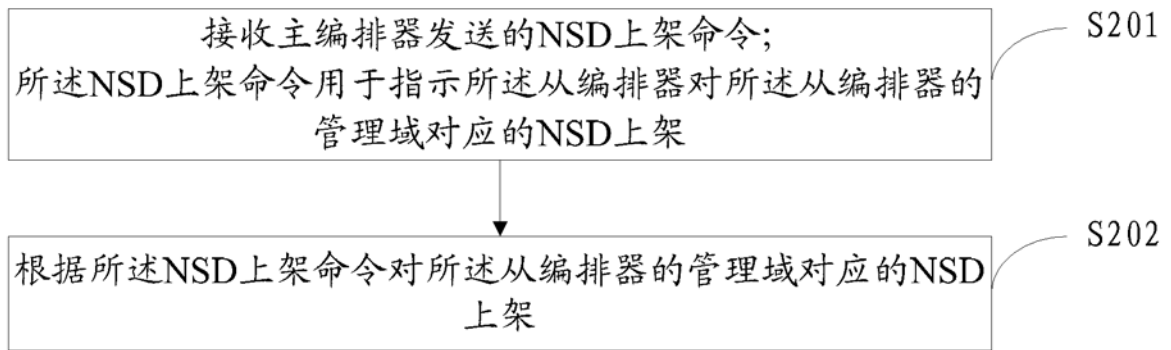 接收主编排器发送的NSD上架命令;
所述NSD上架命令用于指示所述从编排器对所述从编排器的
管理域对应的NSD上架
S201
根据所述NSD上架命令对所述从编排器的管理域对应的NSD
上架
S202